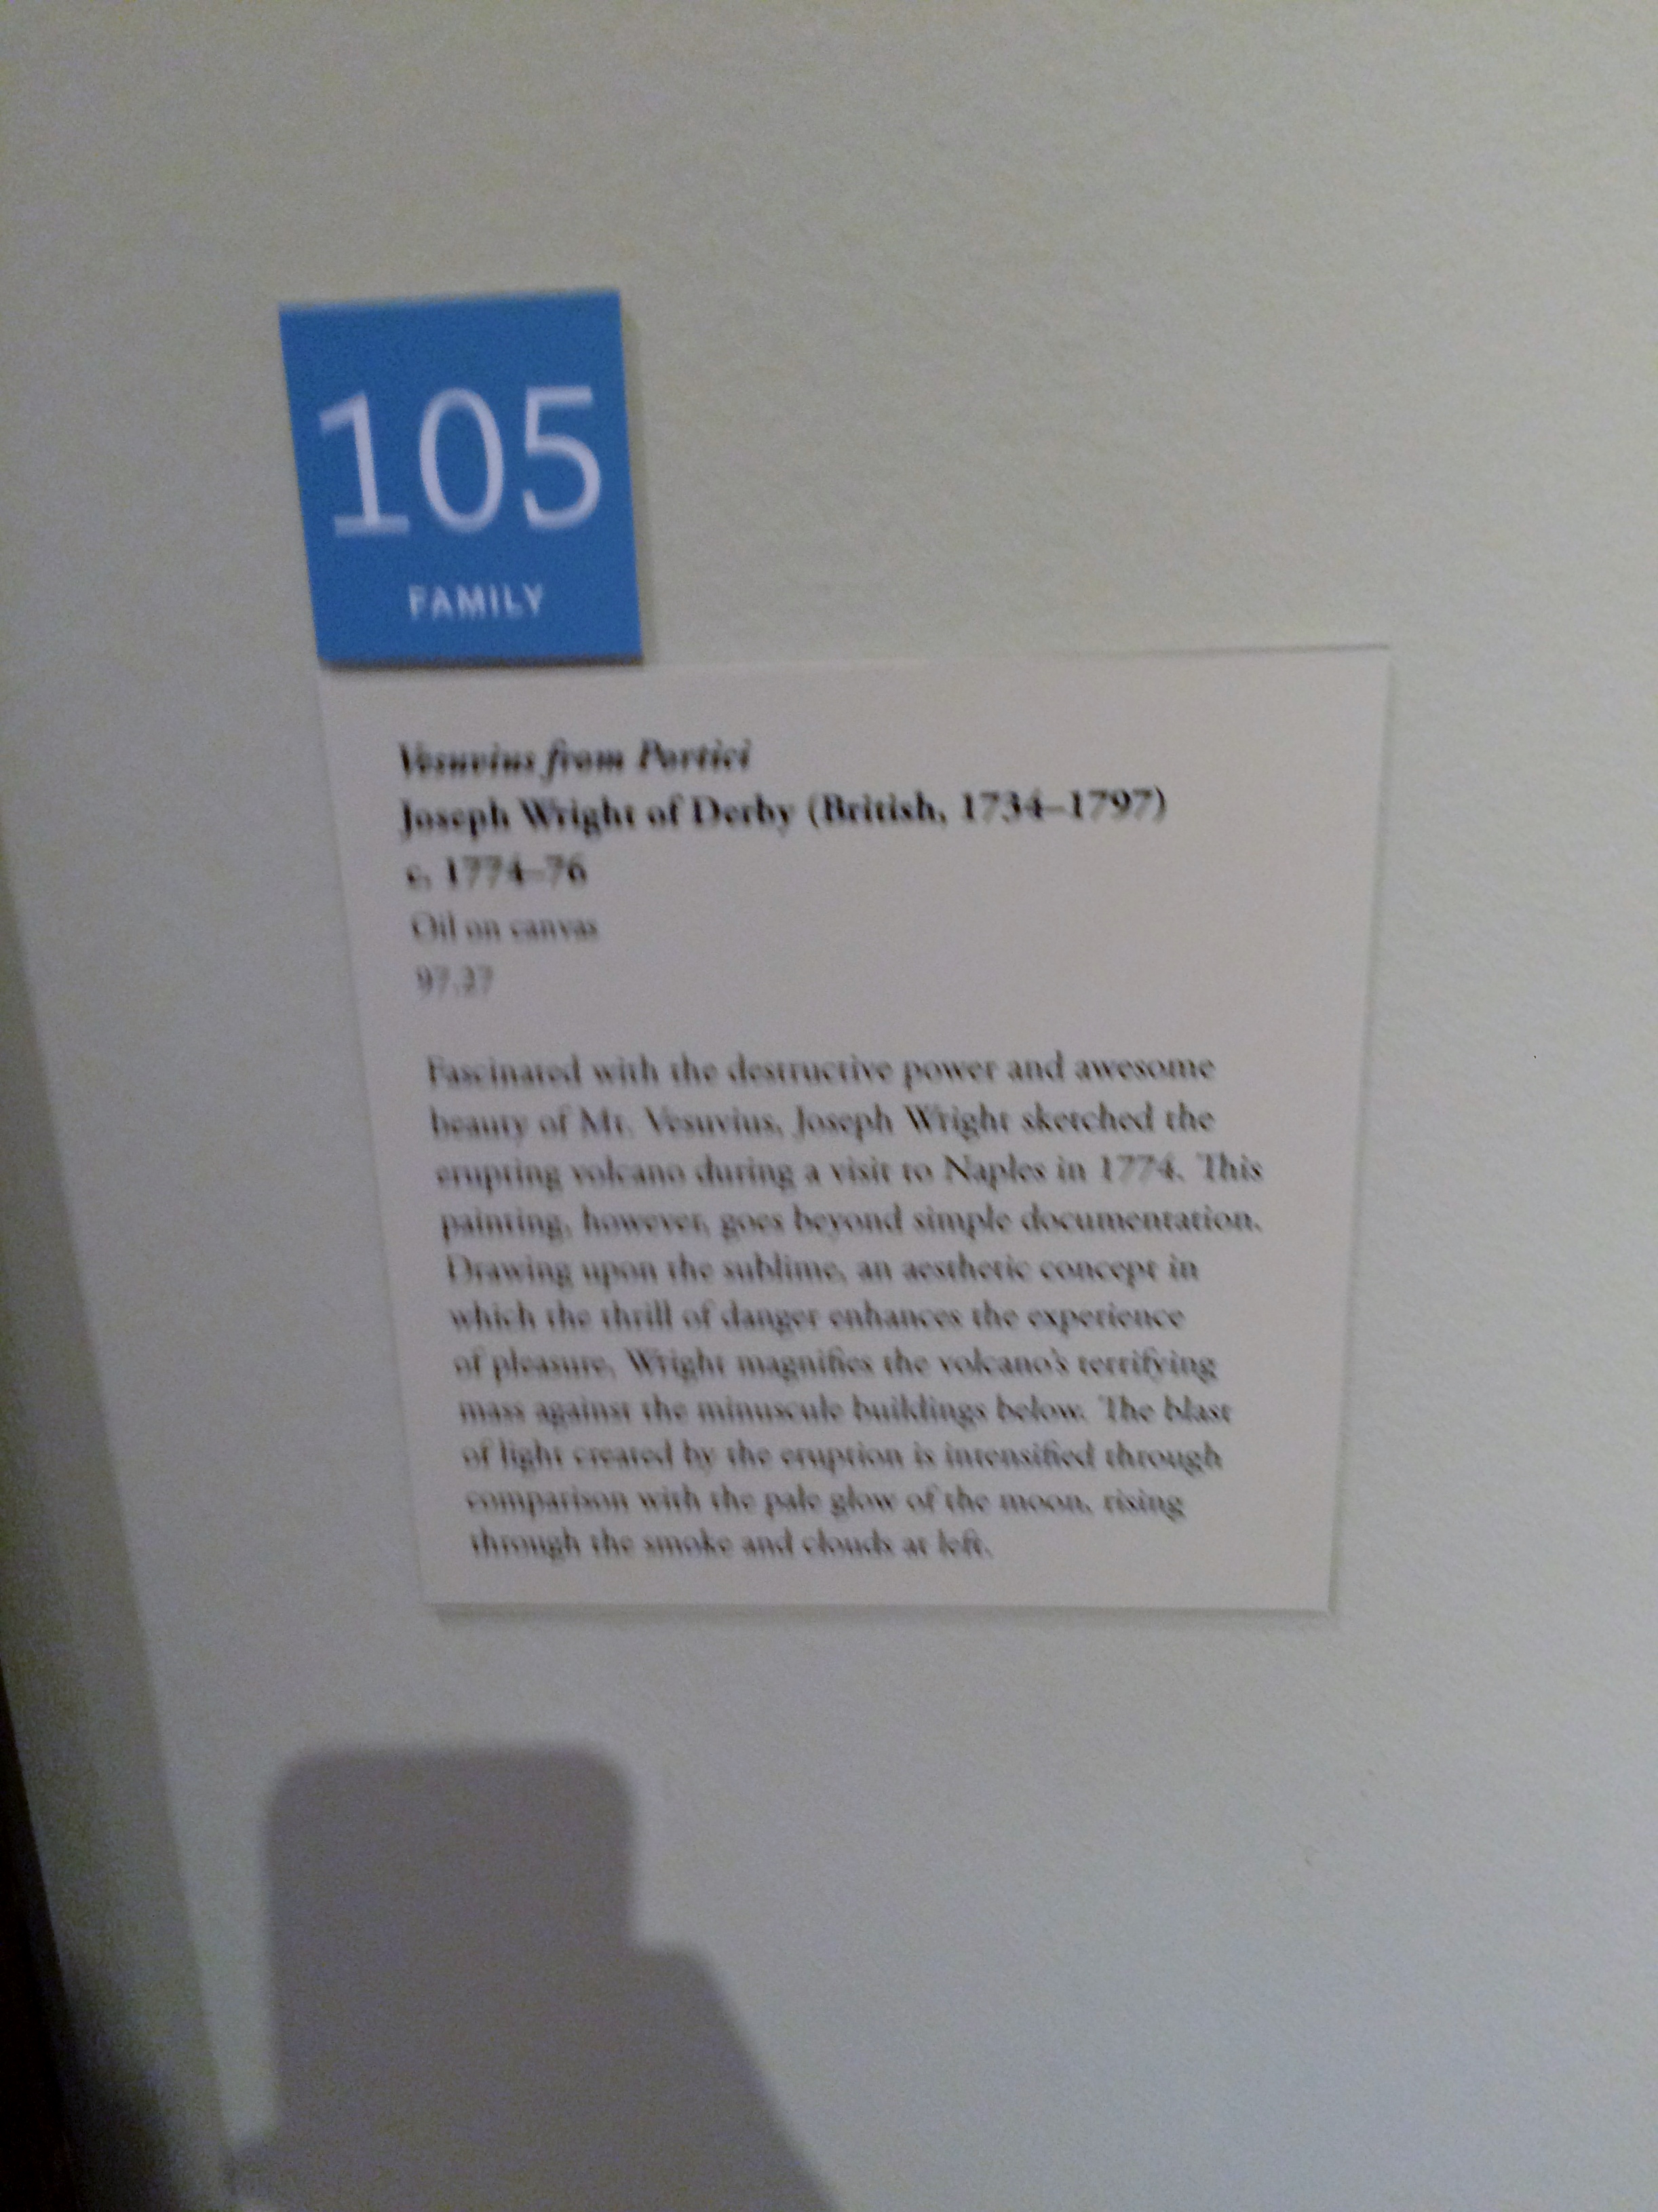 105
FAMILY
Vesuvius from Portici
Joseph Wright of Derby (British, 1734–1797)
c. 1774–76
Oil on canvas
97.27
Fascinated with the destructive power and awesome
beauty of Mt. Vesuvius, Joseph Wright sketched the
erupting volcano during a visit to Naples in 1774. This
painting, however, goes beyond simple documentation.
Drawing upon the sublime, an aesthetic concept in
which the thrill of danger enhances the experience
of pleasure, Wright magnifies the volcano's terrifying
mass against the minuscule buildings below. The blast
of light created by the eruption is intensified through
comparison with the pale glow of the moon, rising
through the smoke and clouds at left.